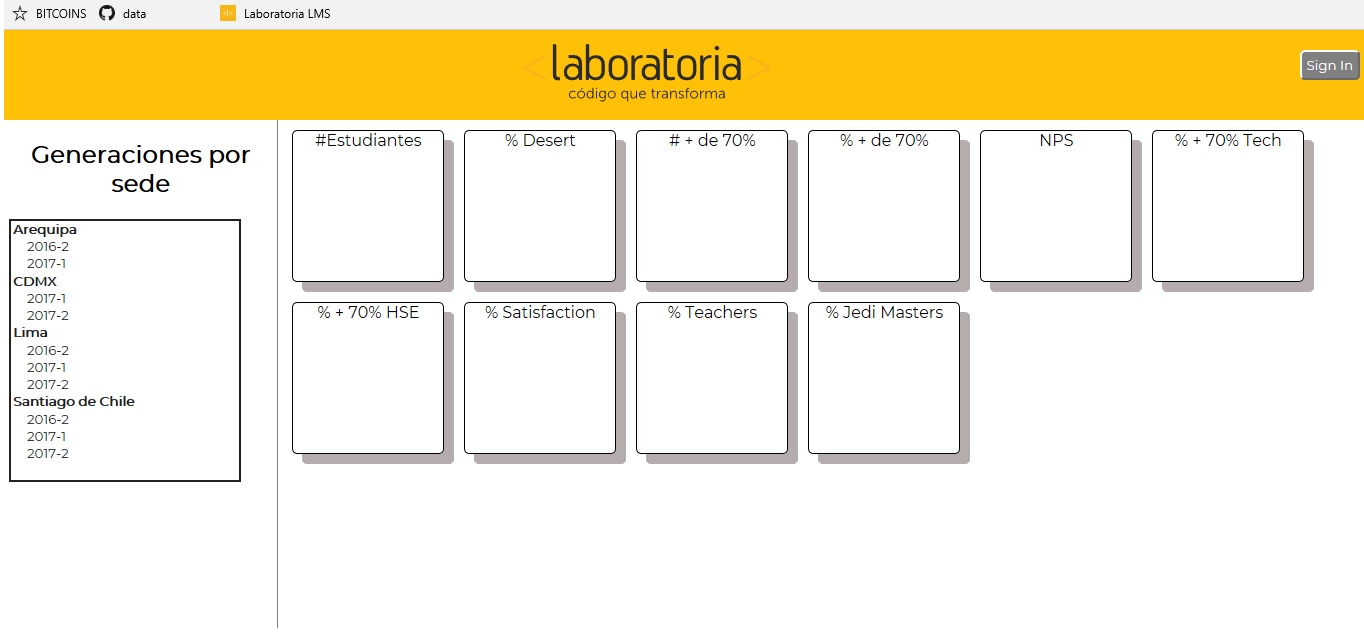 BITCOINS data Laboratoria LMS
<laboratoria>
código que transforma
Sign In
Generaciones por
sede
Arequipa
2016-2
2017-1
CDMX
2017-1
2017-2
Lima
2016-2
2017-1
2017-2
Santiago de Chile
2016-2
2017-1
2017-2
#Estudiantes
% Desert
# + de 70%
% + de 70%
NPS
% + 70% Tech
% + 70% HSE
% Satisfaction
% Teachers
% Jedi Masters